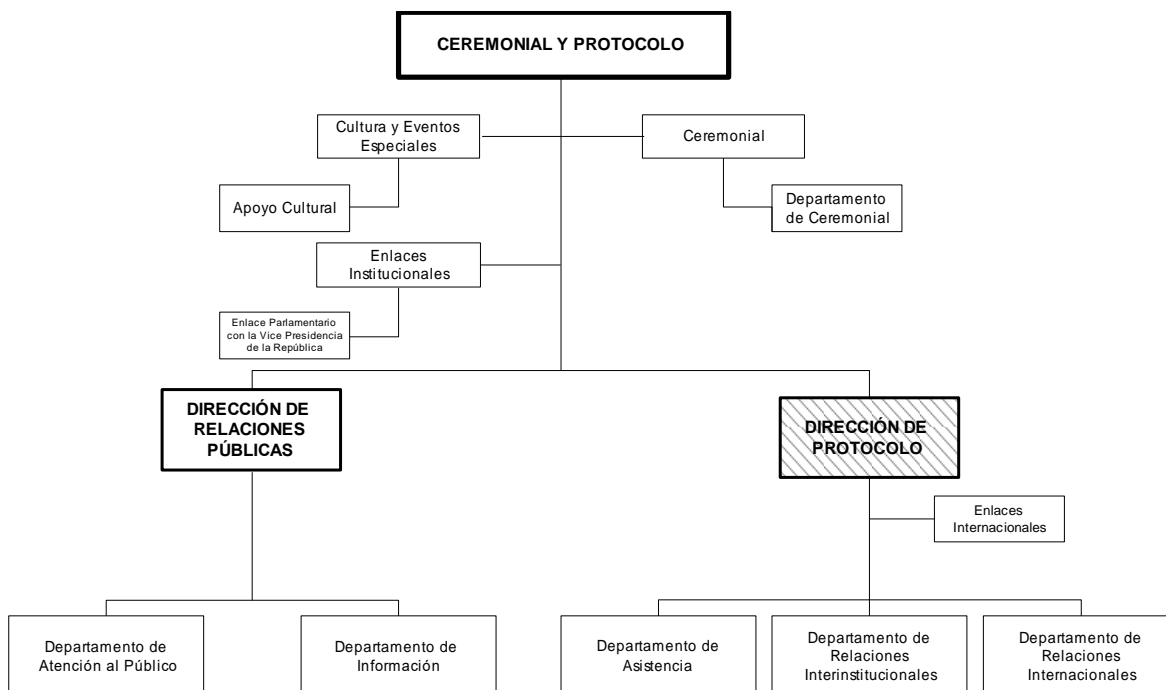 CEREMONIAL Y PROTOCOLO
Cultura y Eventos
Especiales
Ceremonial
Apoyo Cultural
Departamento
de Ceremonial
Enlaces
Institucionales
Enlace Parlamentario
con la Vice Presidencia
de la República
DIRECCIÓN DE
RELACIONES
PÚBLICAS
DIRECCIÓN DE
PROTOCOLO
Enlaces
Internacionales
Departamento de
Atención al Público
Departamento de
Información
Departamento de
Asistencia
Departamento de
Relaciones
Interinstitucionales
Departamento de
Relaciones
Internacionales